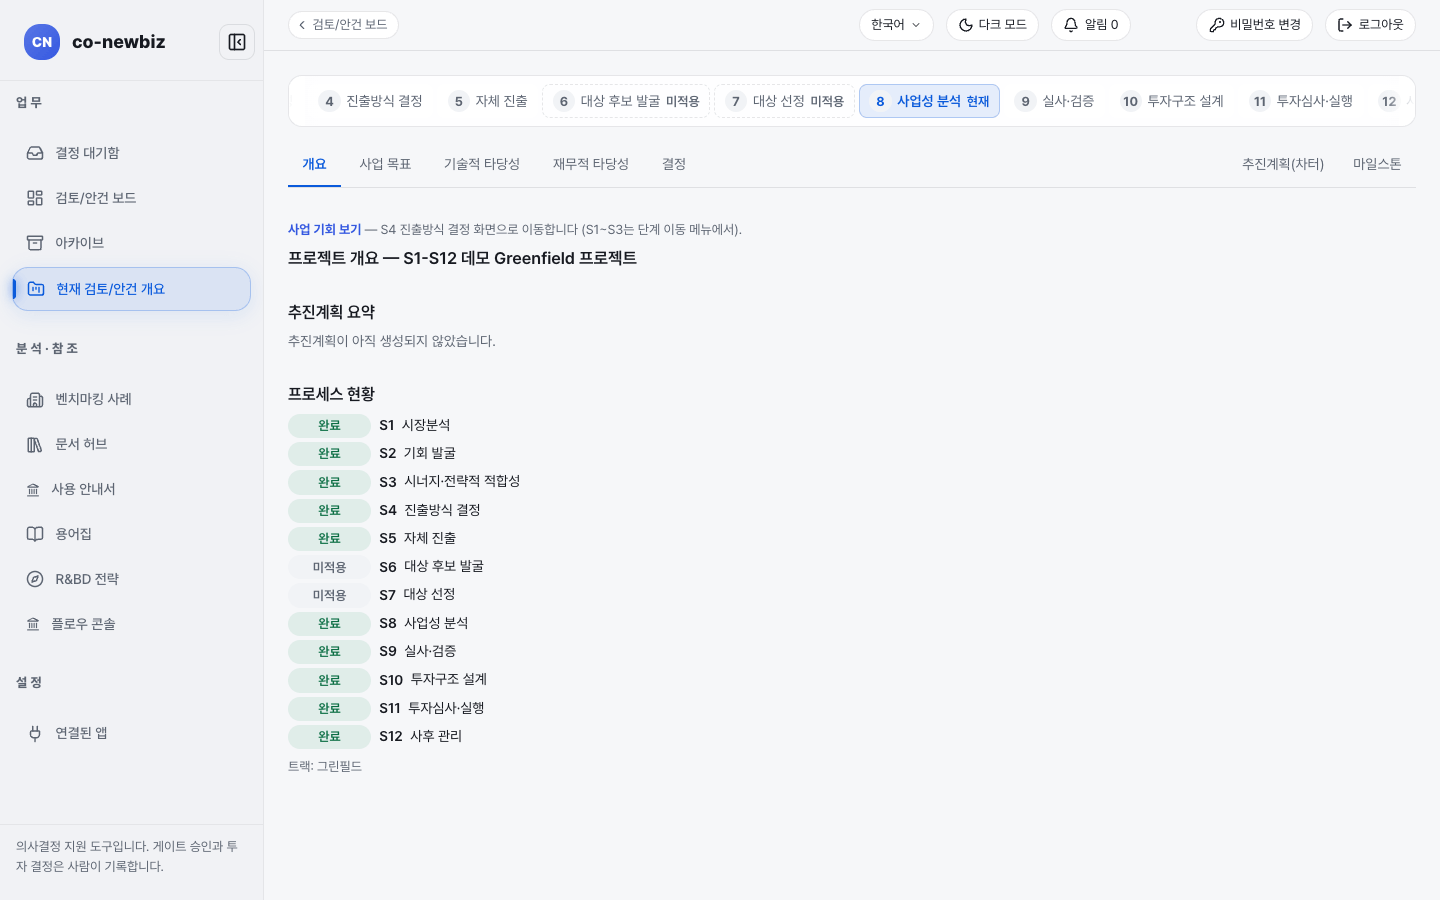 CN co-newbiz
업무
결정 대기함
검토/안건 보드
아카이브
현재 검토/안건 개요
분석·참조
벤치마킹 사례
문서 허브
사용 안내서
용어집
R&BD 전략
플로우 콘솔
설정
연결된 앱
의사결정 지원 도구입니다. 게이트 승인과 투
자 결정은 사람이 기록합니다.
검토/안건 보드
한국어
다크 모드
알림 0
비밀번호 변경
로그아웃
4 진출방식 결정
5 자체 진출
6 대상 후보 발굴 미적용
7 대상 선정 미적용
8 사업성 분석 현재
9 실사·검증
10 투자구조 설계
11 투자심사·실행
12
개요
사업 목표
기술적 타당성
재무적 타당성
결정
추진계획(차터)
마일스톤
사업 기회 보기 — S4 진출방식 결정 화면으로 이동합니다 (S1~S3는 단계 이동 메뉴에서).
프로젝트 개요 — S1-S12 데모 Greenfield 프로젝트
추진계획 요약
추진계획이 아직 생성되지 않았습니다.
프로세스 현황
완료 S1 시장분석
완료 S2 기회 발굴
완료 S3 시너지·전략적 적합성
완료 S4 진출방식 결정
완료 S5 자체 진출
미적용 S6 대상 후보 발굴
미적용 S7 대상 선정
완료 S8 사업성 분석
완료 S9 실사·검증
완료 S10 투자구조 설계
완료 S11 투자심사·실행
완료 S12 사후 관리
트랙: 그린필드